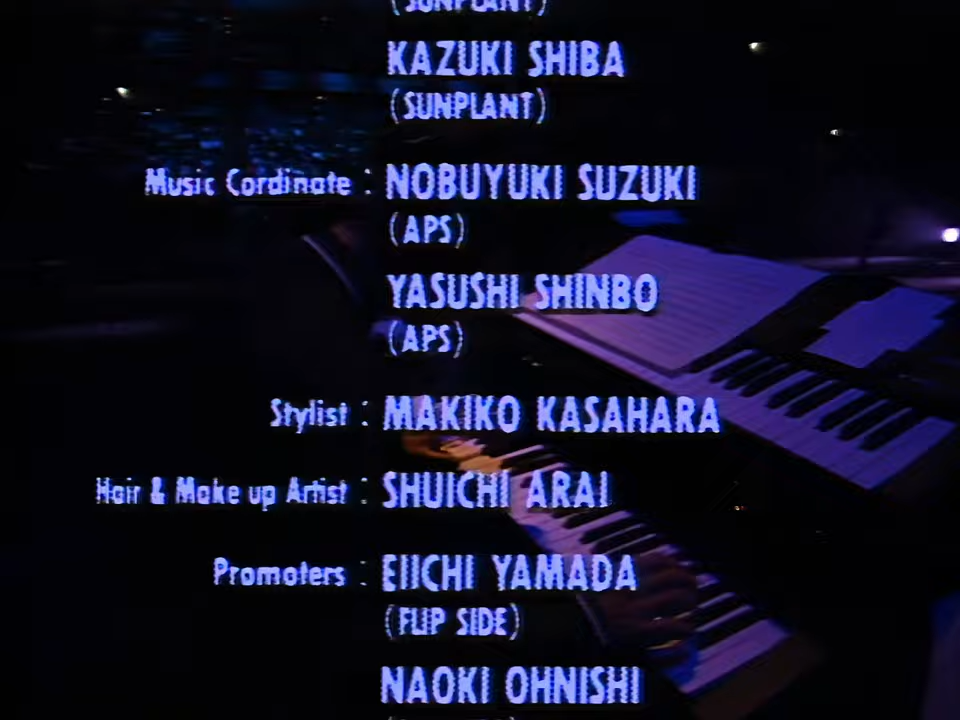 (SUNPLANT)
KAZUKI SHIBA
(SUNPLANT)
Music Cordinate : NOBUYUKI SUZUKI
(APS)
YASUSHI SHINBO
(APS)
Stylist : MAKIKO KASAHARA
Hair & Make up Artist : SHUICHI ARAI
Promoters : EIICHI YAMADA
(FLIP SIDE)
NAOKI OHNISHI